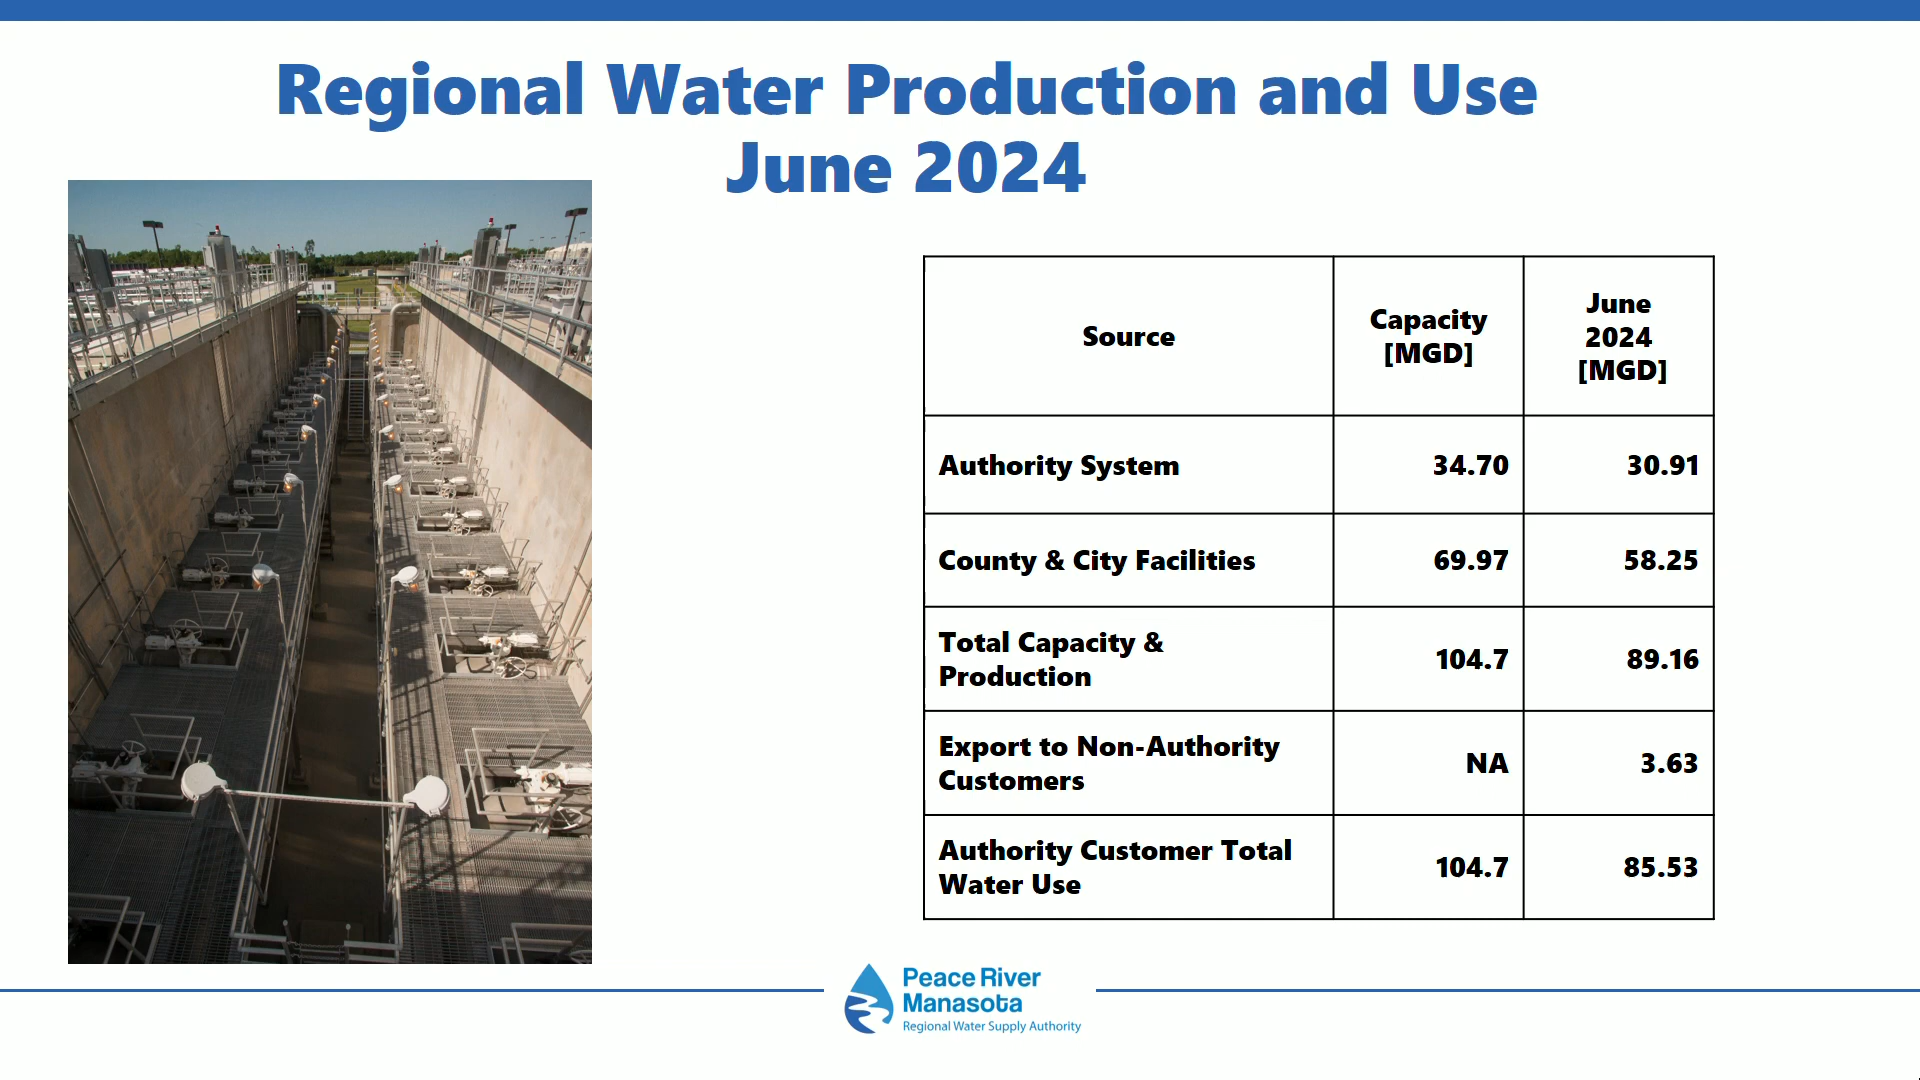 Regional Water Production and Use
June 2024
Source
Capacity
[MGD]
June
2024
[MGD]
Authority System
34.70
30.91
County & City Facilities
69.97
58.25
Total Capacity &
Production
104.7
89.16
Export to Non-Authority
Customers
NA
3.63
Authority Customer Total
Water Use
104.7
85.53
Peace River
Manasota
Regional Water Supply Authority